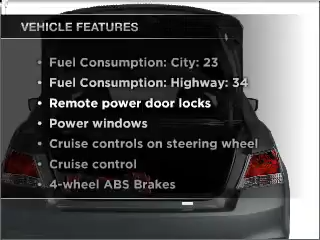 VEHICLE FEATURES
• Fuel Consumption: City: 23
• Fuel Consumption: Highway: 34
• Remote power door locks
• Power windows
• Cruise controls on steering wheel
• Cruise control
• 4-wheel ABS Brakes